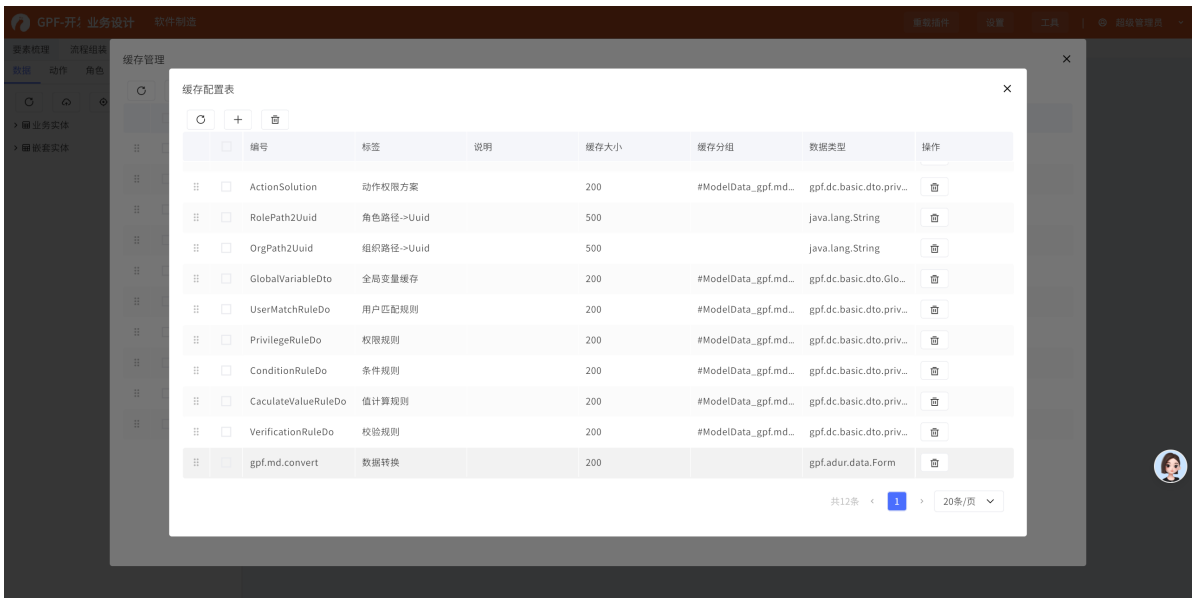 GPF-开发 业务设计 软件制造 重载插件 设置 工具 | 超级管理员
要素梳理 流程组装
数据 动作 角色
业务实体
嵌套实体
缓存管理
缓存配置表
编号 标签 说明 缓存大小 缓存分组 数据类型 操作
ActionSolution 动作权限方案 200 #ModelData_gpf.md... gpf.dc.basic.dto.priv...
RolePath2Uuid 角色路径->Uuid 500 java.lang.String
OrgPath2Uuid 组织路径->Uuid 500 java.lang.String
GlobalVariableDto 全局变量缓存 200 #ModelData_gpf.md... gpf.dc.basic.dto.Glo...
UserMatchRuleDo 用户匹配规则 200 #ModelData_gpf.md... gpf.dc.basic.dto.priv...
PrivilegeRuleDo 权限规则 200 #ModelData_gpf.md... gpf.dc.basic.dto.priv...
ConditionRuleDo 条件规则 200 #ModelData_gpf.md... gpf.dc.basic.dto.priv...
CaculateValueRuleDo 值计算规则 200 #ModelData_gpf.md... gpf.dc.basic.dto.priv...
VerificationRuleDo 校验规则 200 #ModelData_gpf.md... gpf.dc.basic.dto.priv...
gpf.md.convert 数据转换 200 gpf.adur.data.Form
共12条 1 20条/页